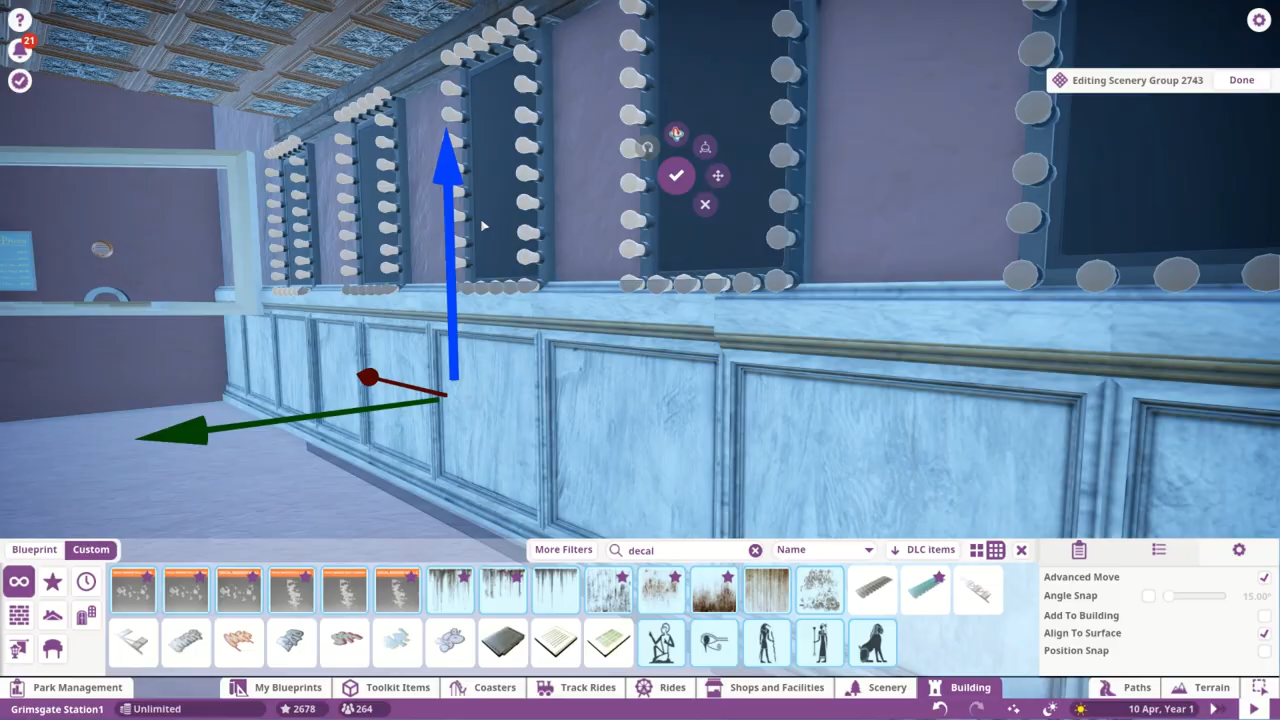 ?
21
Editing Scenery Group 2743 Done
Blueprint Custom More Filters decal Name DLC items
Advanced Move
Angle Snap 15.00°
Add To Building
Align To Surface
Position Snap
Park Management My Blueprints Toolkit Items Coasters Track Rides Rides Shops and Facilities Scenery Building Paths Terrain
Grimsgate Station1 Unlimited 2678 264 10 Apr, Year 1